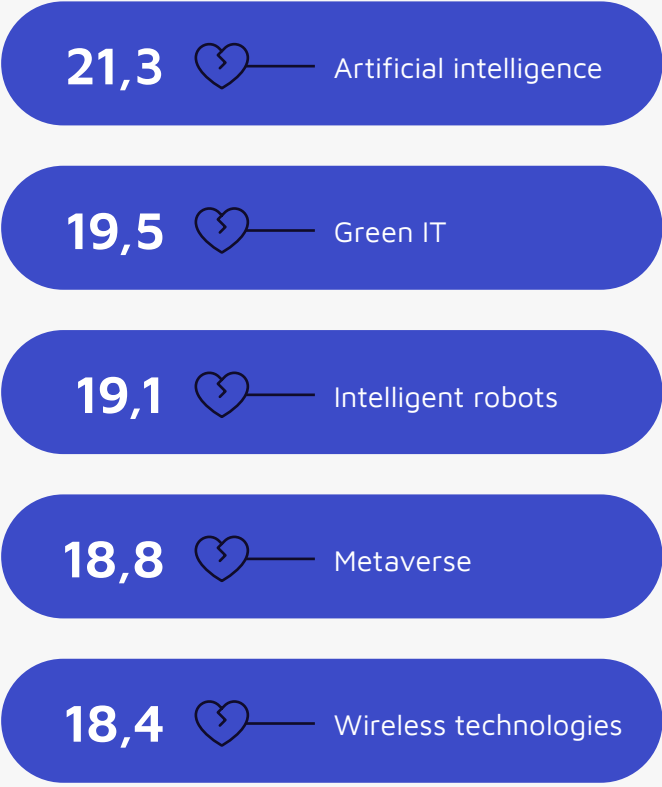 21,3 Artificial intelligence
19,5 Green IT
19,1 Intelligent robots
18,8 Metaverse
18,4 Wireless technologies